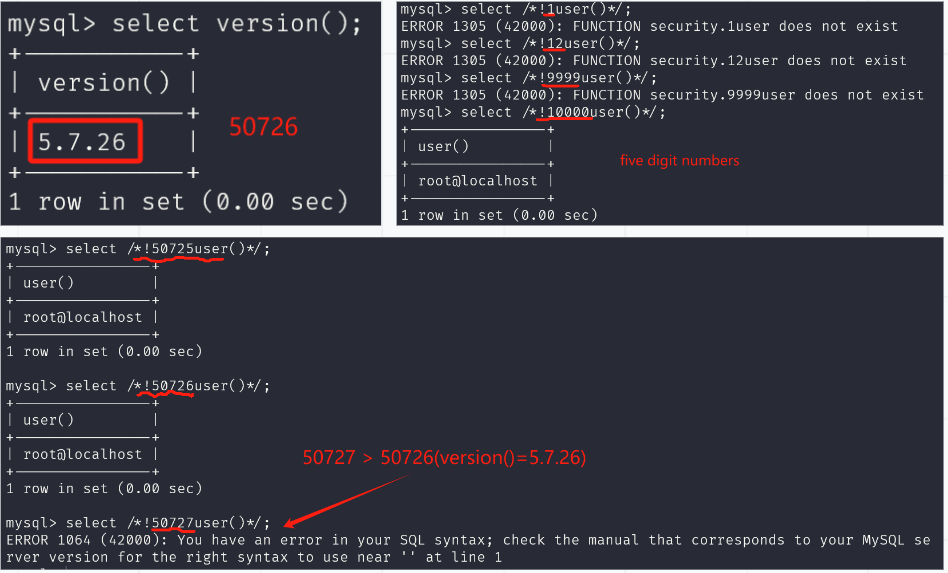 mysql> select version();
+-----------+
| version() |
+-----------+
| 5.7.26    |
+-----------+
1 row in set (0.00 sec)
50726
mysql> select /*!1user()*/;
ERROR 1305 (42000): FUNCTION security.1user does not exist
mysql> select /*!12user()*/;
ERROR 1305 (42000): FUNCTION security.12user does not exist
mysql> select /*!9999user()*/;
ERROR 1305 (42000): FUNCTION security.9999user does not exist
mysql> select /*!10000user()*/;
+----------------+
| user()         |
+----------------+
| root@localhost |
+----------------+
1 row in set (0.00 sec)
five digit numbers
mysql> select /*!50725user()*/;
+----------------+
| user()         |
+----------------+
| root@localhost |
+----------------+
1 row in set (0.00 sec)
mysql> select /*!50726user()*/;
+----------------+
| user()         |
+----------------+
| root@localhost |
+----------------+
1 row in set (0.00 sec)
50727 > 50726(version()=5.7.26)
mysql> select /*!50727user()*/;
ERROR 1064 (42000): You have an error in your SQL syntax; check the manual that corresponds to your MySQL se
rver version for the right syntax to use near '' at line 1